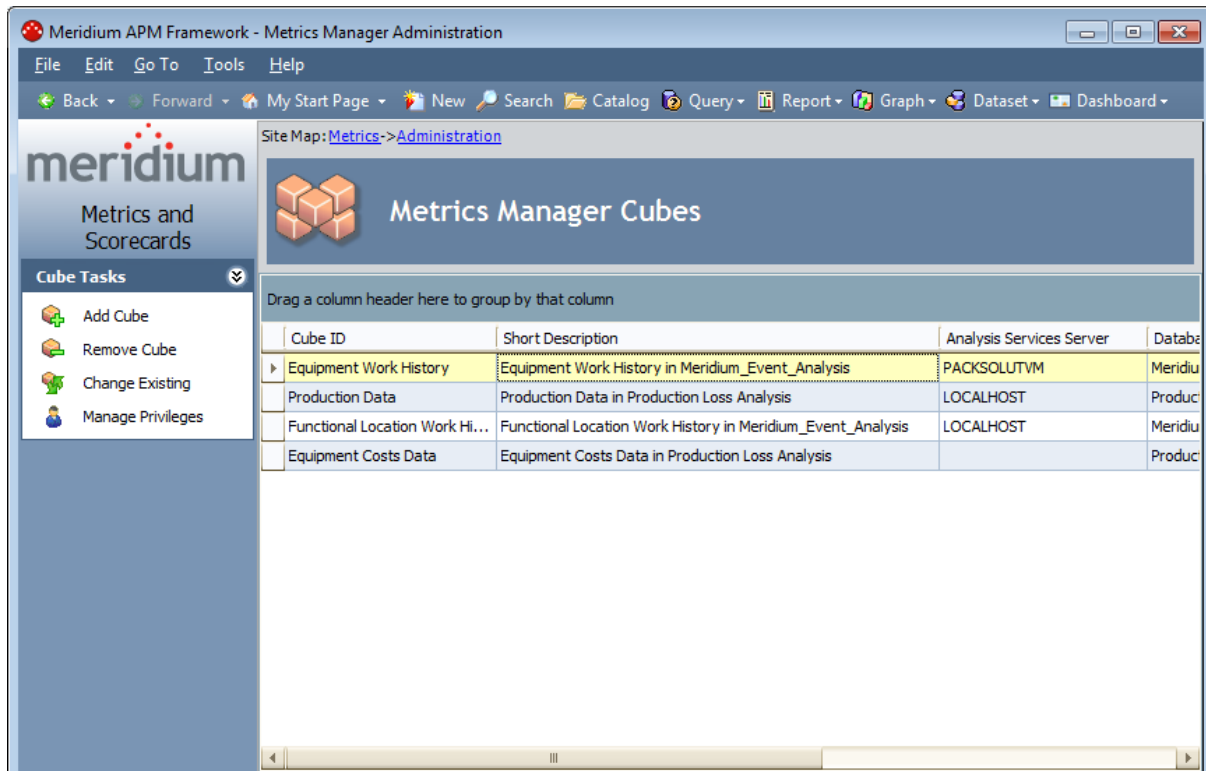 Meridium APM Framework - Metrics Manager Administration
File Edit Go To Tools Help
Back Forward My Start Page New Search Catalog Query Report Graph Dataset Dashboard
meridium
Metrics and
Scorecards
Cube Tasks
Add Cube
Remove Cube
Change Existing
Manage Privileges
Site Map: Metrics->Administration
Metrics Manager Cubes
Drag a column header here to group by that column
Cube ID Short Description Analysis Services Server Databa
Equipment Work History Equipment Work History in Meridium_Event_Analysis PACKSOLUTVM Meridiu
Production Data Production Data in Production Loss Analysis LOCALHOST Produc
Functional Location Work Hi... Functional Location Work History in Meridium_Event_Analysis LOCALHOST Meridiu
Equipment Costs Data Equipment Costs Data in Production Loss Analysis Produc